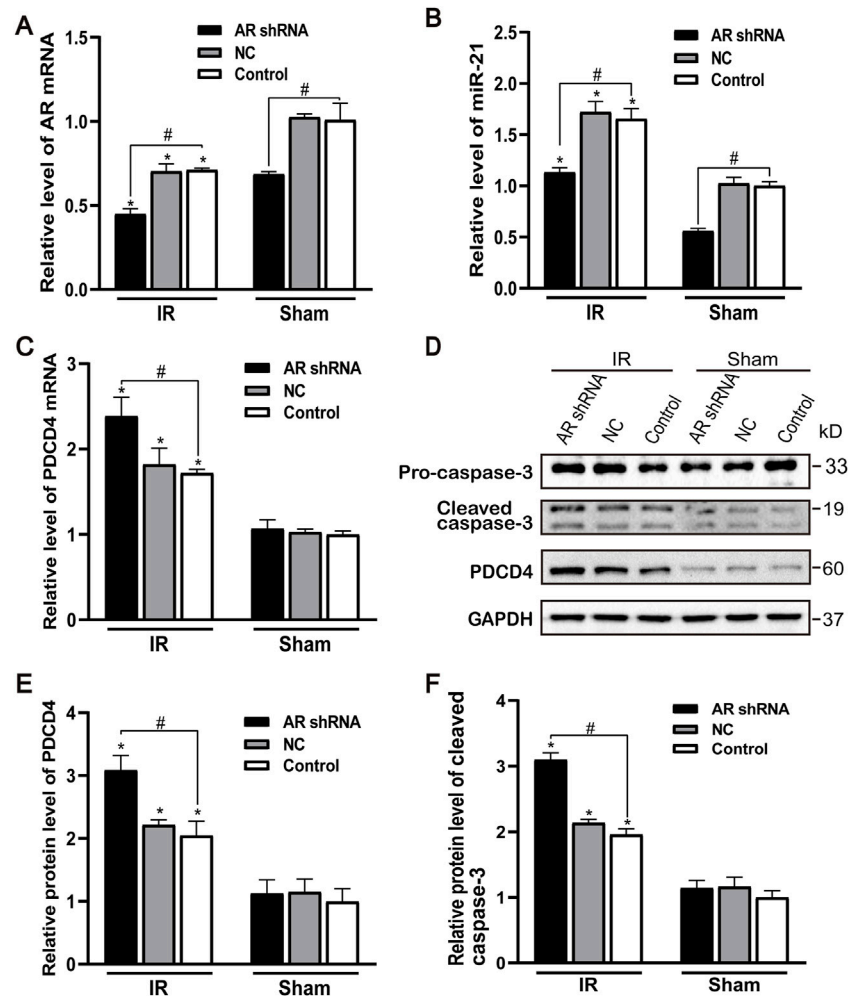 A
Relative level of AR mRNA
1.5
1.0
0.5
0.0
AR shRNA
NC
Control
#
#
*
*
*
IR
Sham
B
Relative level of miR-21
2.5
2.0
1.5
1.0
0.5
0.0
AR shRNA
NC
Control
#
#
*
*
*
IR
Sham
C
Relative level of PDCD4 mRNA
3
2
1
0
AR shRNA
NC
Control
#
*
*
*
IR
Sham
D
IR
Sham
AR shRNA
NC
Control
AR shRNA
NC
Control
kD
Pro-caspase-3
33
Cleaved
caspase-3
19
PDCD4
60
GAPDH
37
E
Relative protein level of PDCD4
4
3
2
1
0
AR shRNA
NC
Control
#
*
*
*
IR
Sham
F
Relative protein level of cleaved
caspase-3
4
3
2
1
0
AR shRNA
NC
Control
#
*
*
*
IR
Sham